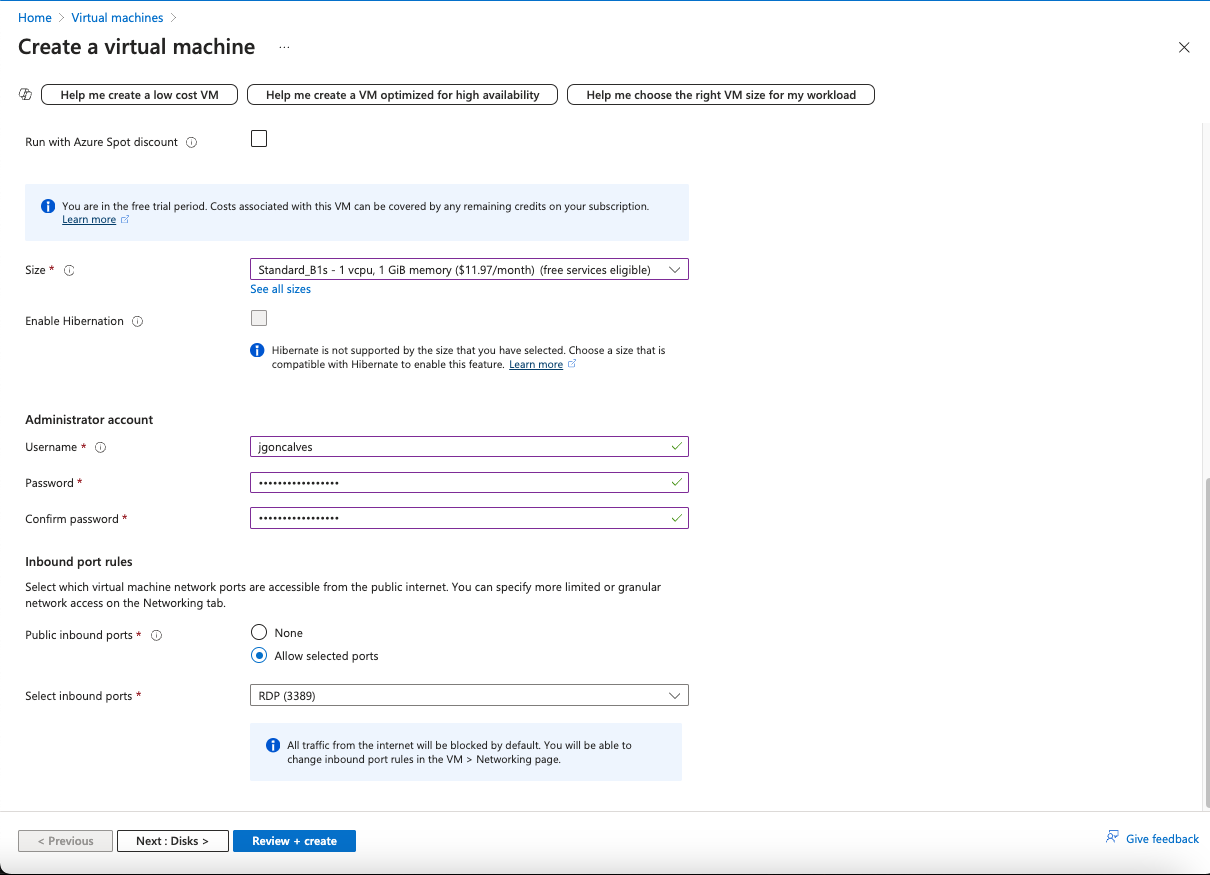 Home > Virtual machines >
Create a virtual machine ...
Help me create a low cost VM
Help me create a VM optimized for high availability
Help me choose the right VM size for my workload
Run with Azure Spot discount
You are in the free trial period. Costs associated with this VM can be covered by any remaining credits on your subscription.
Learn more
Size *
Standard_B1s - 1 vcpu, 1 GiB memory ($11.97/month) (free services eligible)
See all sizes
Enable Hibernation
Hibernate is not supported by the size that you have selected. Choose a size that is
compatible with Hibernate to enable this feature. Learn more
Administrator account
Username *
jgoncalves
Password *
•••••••••••••••••
Confirm password *
•••••••••••••••••
Inbound port rules
Select which virtual machine network ports are accessible from the public internet. You can specify more limited or granular
network access on the Networking tab.
Public inbound ports *
None
Allow selected ports
Select inbound ports *
RDP (3389)
All traffic from the internet will be blocked by default. You will be able to
change inbound port rules in the VM > Networking page.
< Previous
Next : Disks >
Review + create
Give feedback